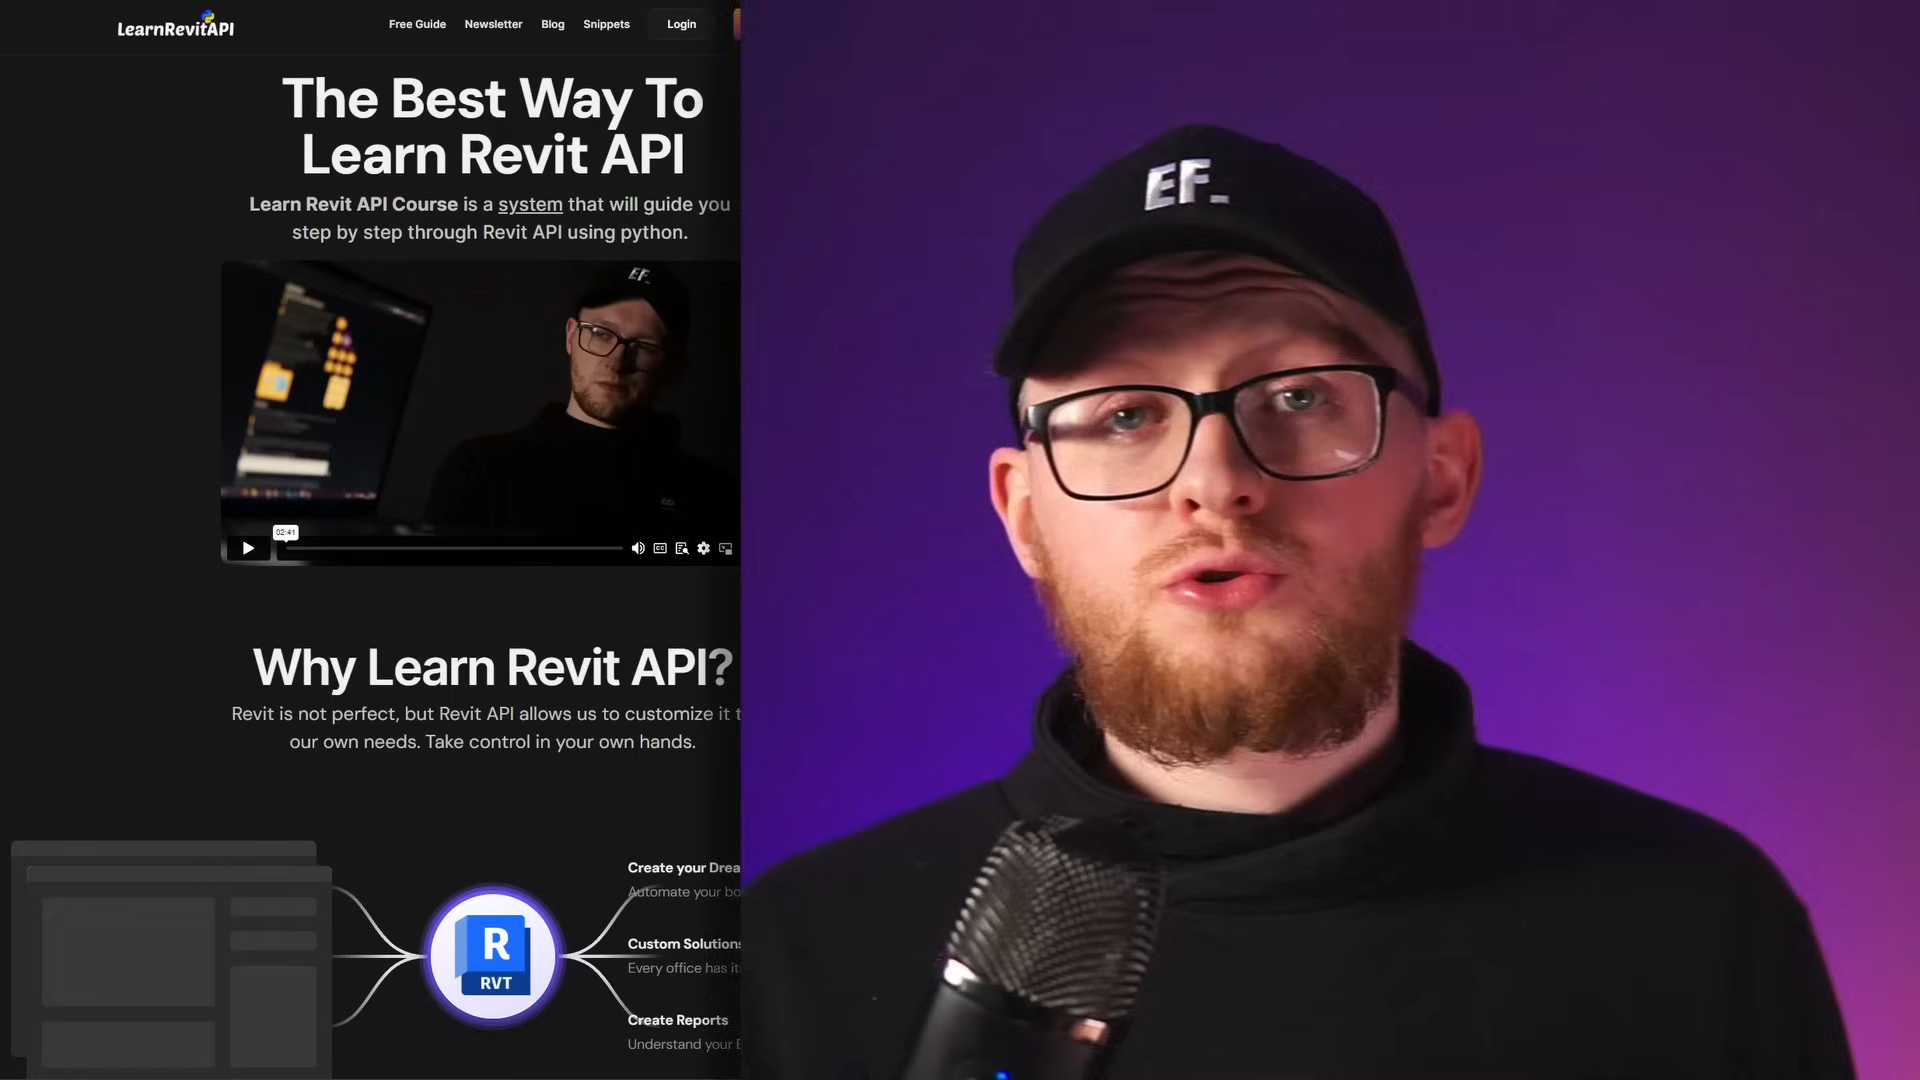 LearnRevitAPI
Free Guide
Newsletter
Blog
Snippets
Login
The Best Way To
Learn Revit API
Learn Revit API Course is a system that will guide you
step by step through Revit API using python.
EF.
EF.
02:41
CC
Why Learn Revit API?
Revit is not perfect, but Revit API allows us to customize it
our own needs. Take control in your own hands.
Create your
Automate your
R
RVT
Custom Solutions
Every office has
Create Reports
Understand your